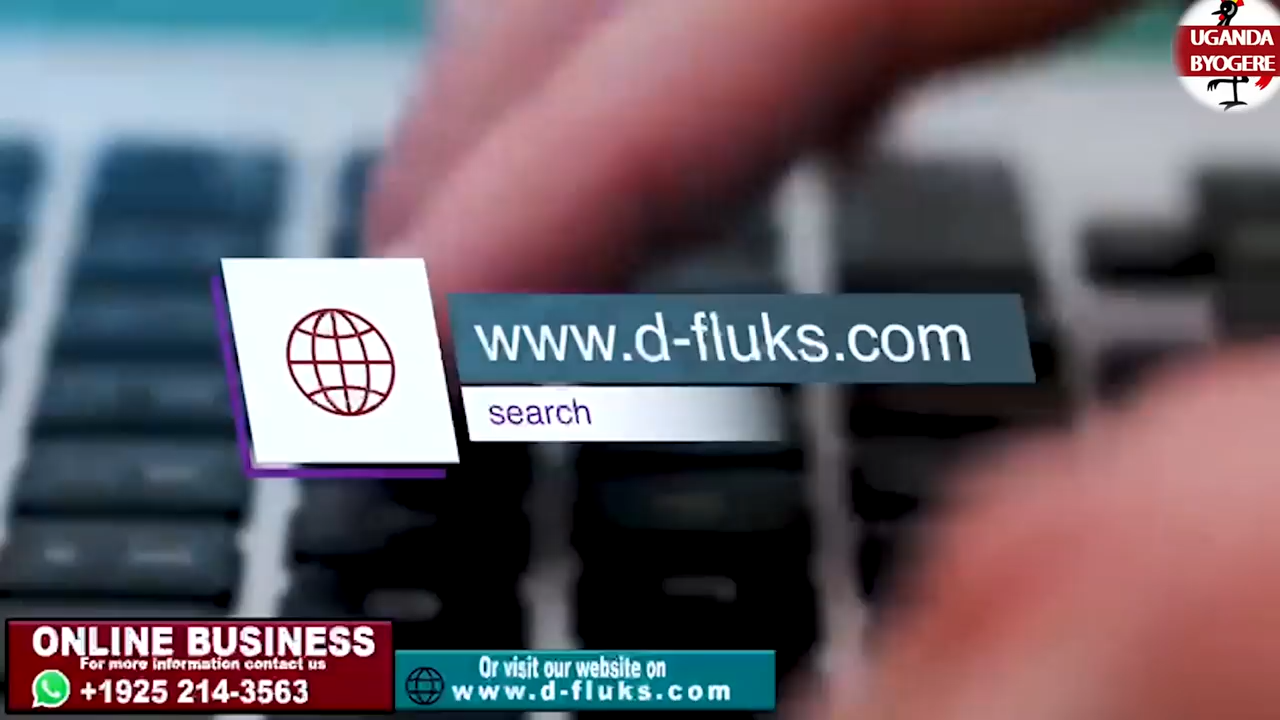 UGANDA
BYOGERE
www.d-fluks.com
search
ONLINE BUSINESS
For more information contact us
+1925 214-3563
Or visit our website on
www.d-fluks.com